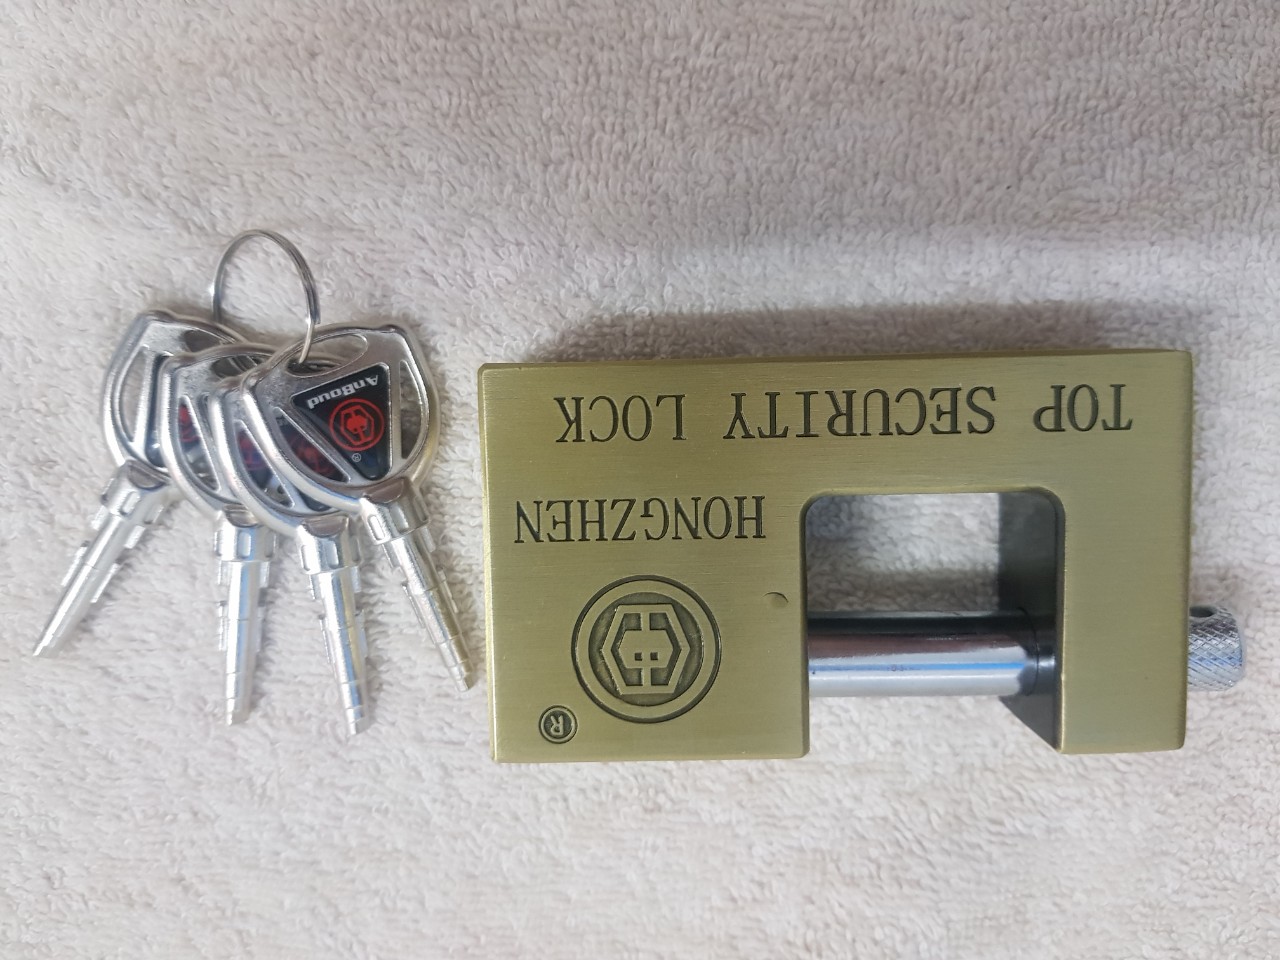 TOP SECURITY LOCK
HONGZHEN
®
AnBoud
®